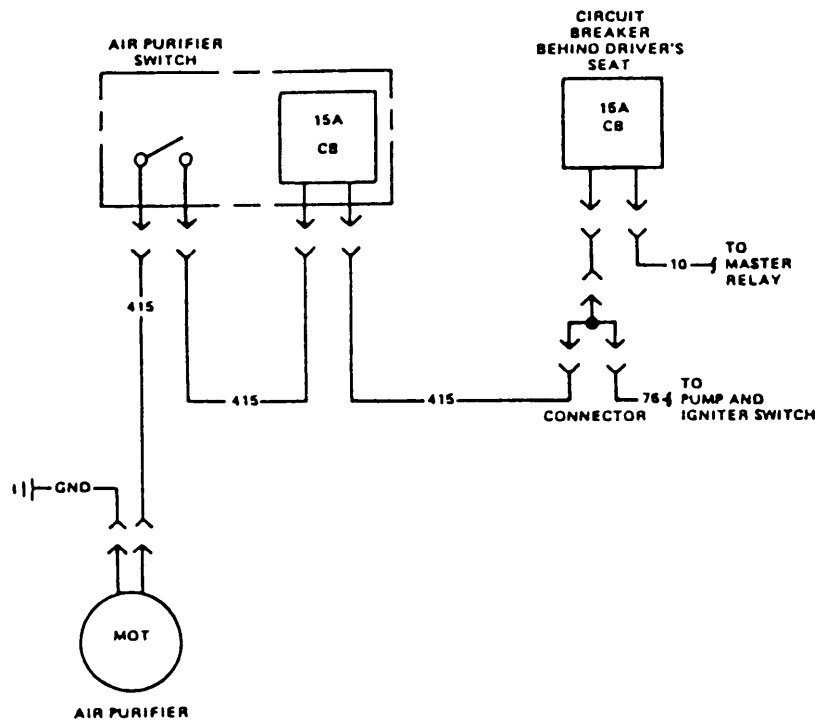 CIRCUIT
BREAKER
BEHIND DRIVER'S
SEAT
AIR PURIFIER
SWITCH
15A
CB
15A
CB
TO
MASTER
RELAY
10
415
415
415
76
TO
PUMP AND
IGNITER SWITCH
CONNECTOR
GND
MOT
AIR PURIFIER